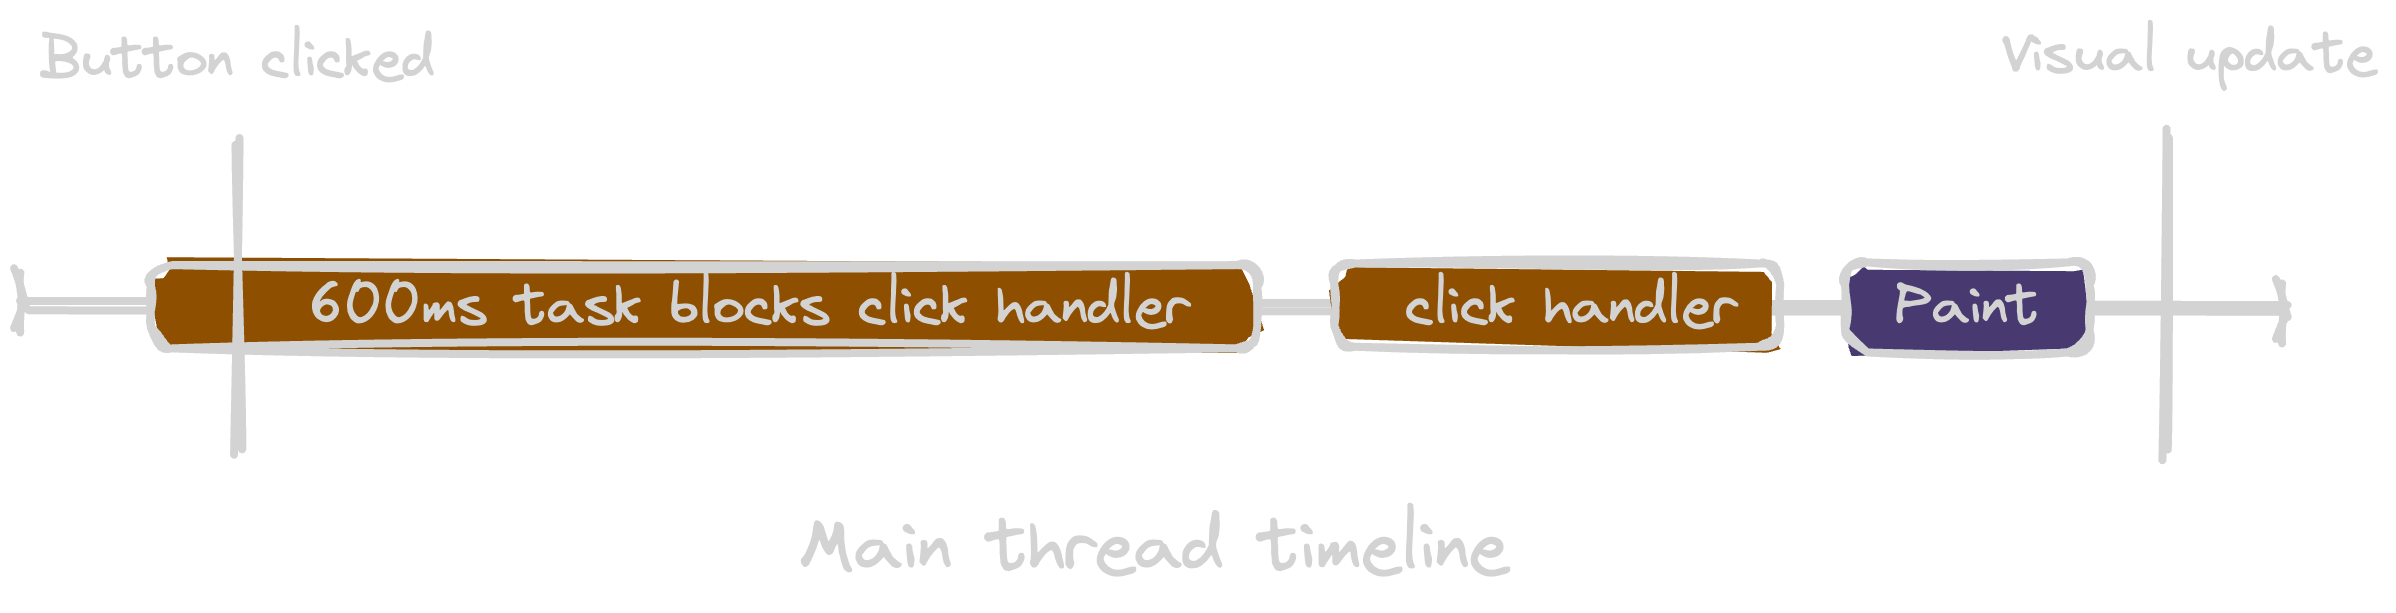 Button clicked
Visual update
600ms task blocks click handler
click handler
Paint
Main thread timeline